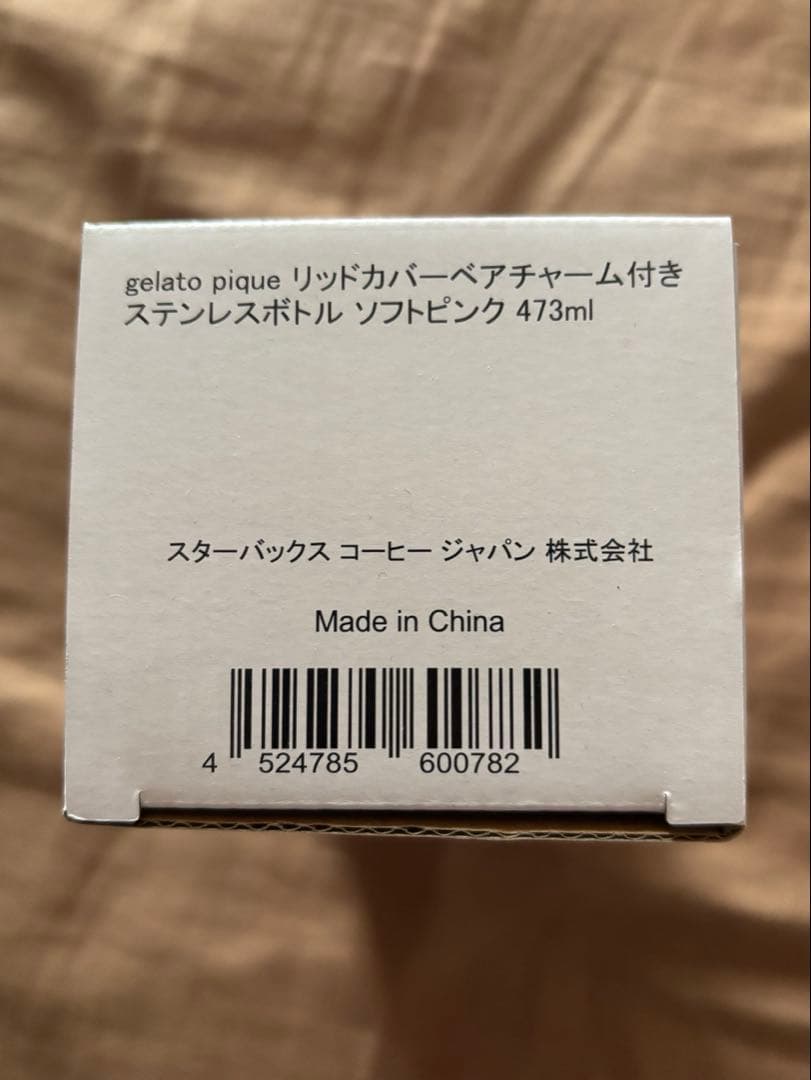 gelato pique リッドカバーベアチャーム付き
ステンレスボトル ソフトピンク 473ml
スターバックス コーヒー ジャパン 株式会社
Made in China
4 524785 600782